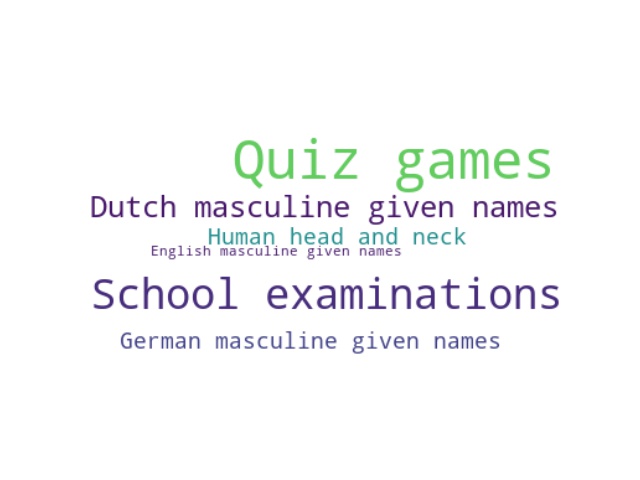 Quiz games
Dutch masculine given names
Human head and neck
English masculine given names
School examinations
German masculine given names